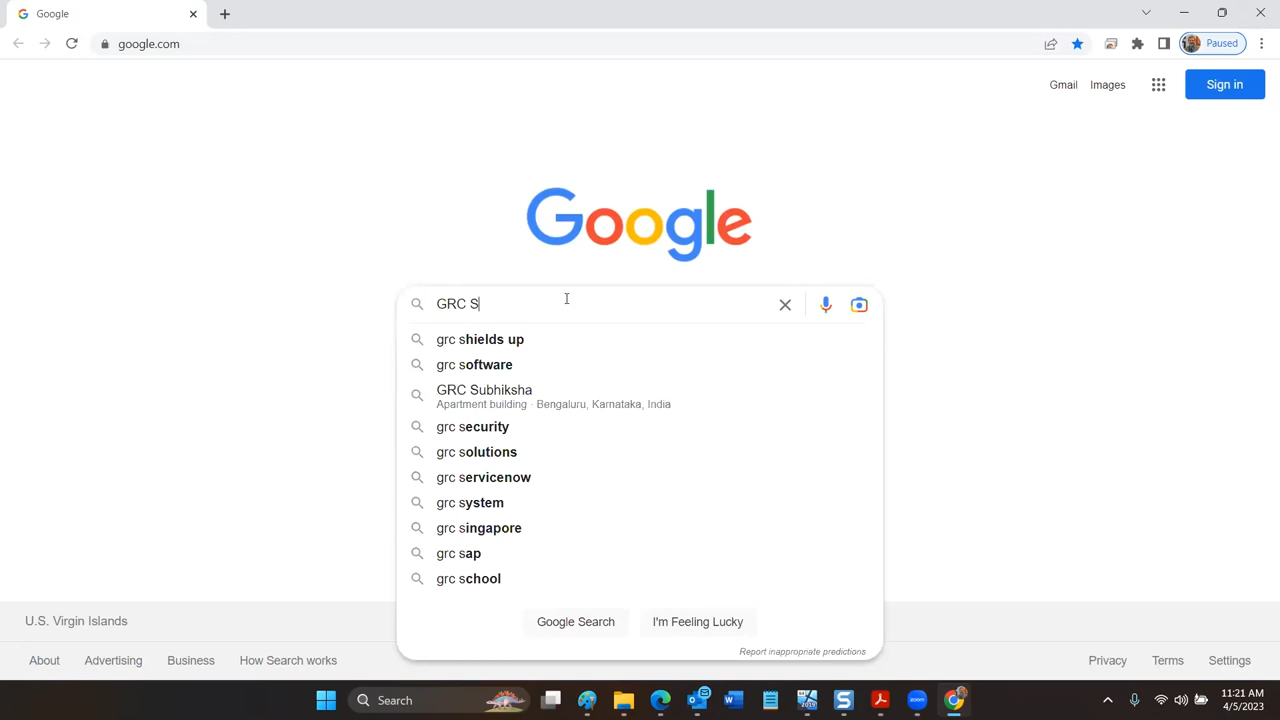 Google
google.com
Paused
Gmail Images Sign in
Google
GRC S
grc shields up
grc software
GRC Subhiksha
Apartment building · Bengaluru, Karnataka, India
grc security
grc solutions
grc servicenow
grc system
grc singapore
grc sap
grc school
Google Search I'm Feeling Lucky
Report inappropriate predictions
U.S. Virgin Islands
About Advertising Business How Search works Privacy Terms Settings
Search 2019 zoom 11:21 AM
4/5/2023